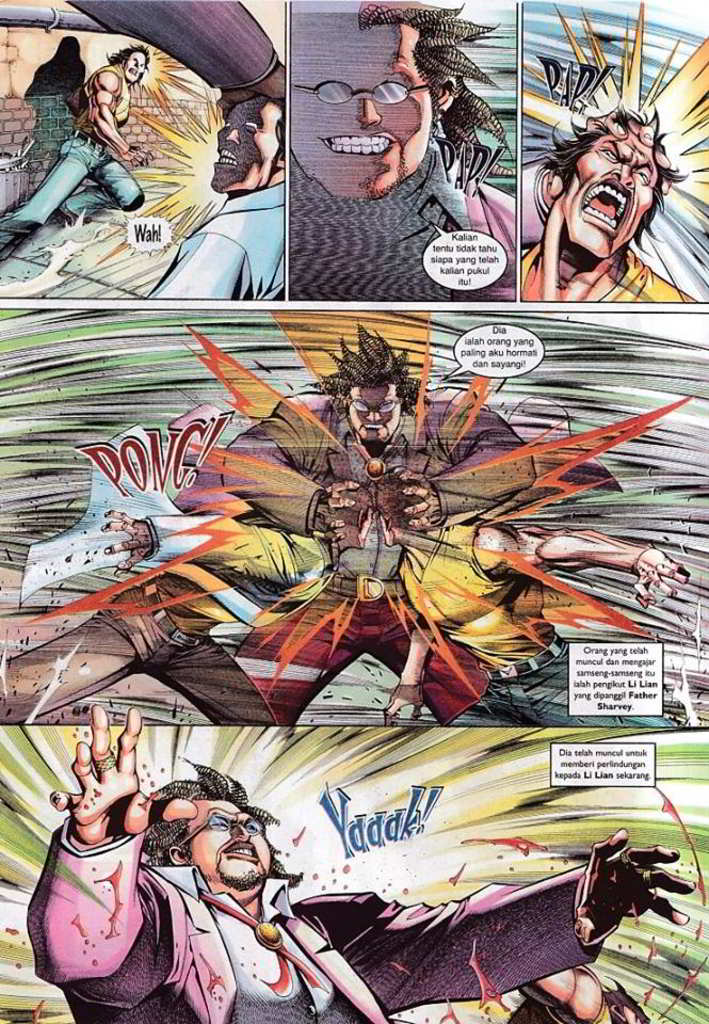 Wah!
PAP!
Kalian
tentu tidak tahu
siapa yang telah
kalian pukul
itu!
PAP!
Dia
ialah orang yang
paling aku hormati
dan sayangi!
PONG!
D
Orang yang telah
muncul dan mengajar
samseng-samseng itu
ialah pengikut Li Lian
yang dipanggil Father
Sharvey.
Dia telah muncul untuk
memberi perlindungan
kepada Li Lian sekarang.
Yaaak!